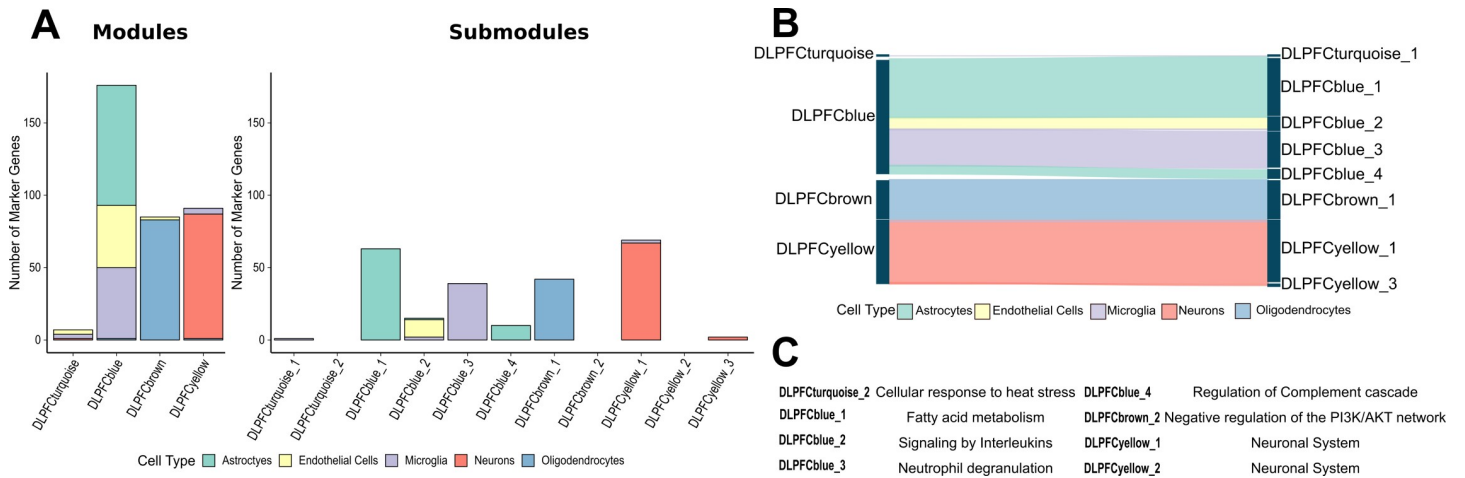 A
Modules
Submodules
Number of Marker Genes
150
100
50
0
DLPFCturquoise
DLPFCblue
DLPFCbrown
DLPFCyellow
Number of Marker Genes
150
100
50
0
DLPFCturquoise_1
DLPFCturquoise_2
DLPFCblue_1
DLPFCblue_2
DLPFCblue_3
DLPFCblue_4
DLPFCbrown_1
DLPFCbrown_2
DLPFCyellow_1
DLPFCyellow_2
DLPFCyellow_3
Cell Type Astroctyes Endothelial Cells Microglia Neurons Oligodendrocytes
B
DLPFCturquoise
DLPFCblue
DLPFCbrown
DLPFCyellow
DLPFCturquoise_1
DLPFCblue_1
DLPFCblue_2
DLPFCblue_3
DLPFCblue_4
DLPFCbrown_1
DLPFCyellow_1
DLPFCyellow_3
Cell Type Astrocytes Endothelial Cells Microglia Neurons Oligodendrocytes
C
DLPFCturquoise_2 Cellular response to heat stress DLPFCblue_4 Regulation of Complement cascade
DLPFCblue_1 Fatty acid metabolism DLPFCbrown_2 Negative regulation of the PI3K/AKT network
DLPFCblue_2 Signaling by Interleukins DLPFCyellow_1 Neuronal System
DLPFCblue_3 Neutrophil degranulation DLPFCyellow_2 Neuronal System